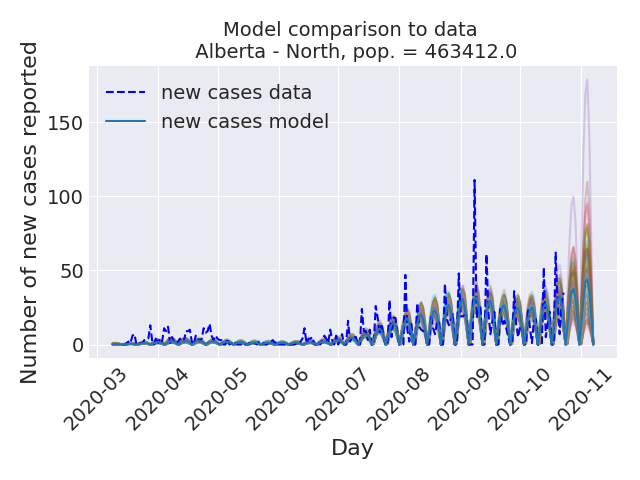 Model comparison to data
Alberta - North, pop. = 463412.0
Number of new cases reported
150
100
50
0
new cases data
new cases model
2020-03
2020-04
2020-05
2020-06
2020-07
2020-08
2020-09
2020-10
2020-11
Day